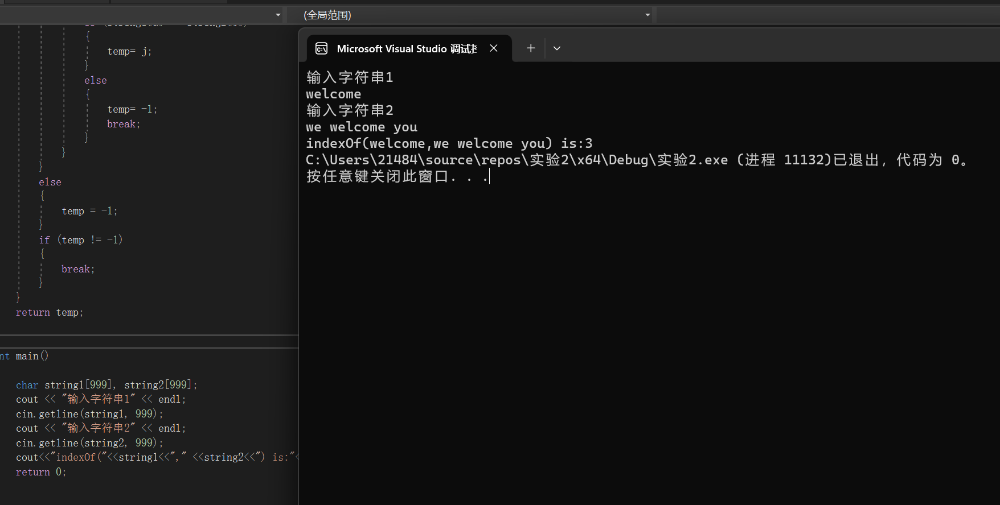 (全局范围)
{
temp= j;
}
else
{
temp= -1;
break;
}
}
}
else
{
temp = -1;
}
if (temp != -1)
{
break;
}
}
return temp;
nt main()
char string1[999], string2[999];
cout << "输入字符串1" << endl;
cin.getline(string1, 999);
cout << "输入字符串2" << endl;
cin.getline(string2, 999);
cout<<"indexOf("<<string1<<"," <<string2<<") is:"<
return 0;
Microsoft Visual Studio 调试
输入字符串1
welcome
输入字符串2
we welcome you
indexOf(welcome,we welcome you) is:3
C:\Users\21484\source\repos\实验2\x64\Debug\实验2.exe (进程 11132)已退出，代码为 0。
按任意键关闭此窗口. . .